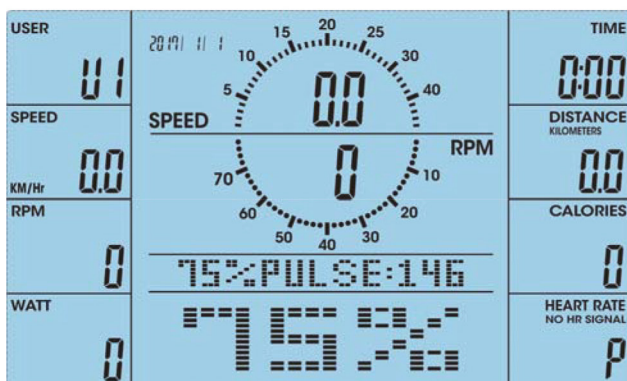 USER
U1
SPEED
KM/Hr 0.0
RPM
0
WATT
0
2017/ 1/ 1
5 10 15 20 25 30 40
0.0
SPEED
RPM
0
70 60 50 40 30 20 10
75%PULSE:146
75%
TIME
0:00
DISTANCE
KILOMETERS
0.0
CALORIES
0
HEART RATE
NO HR SIGNAL
P